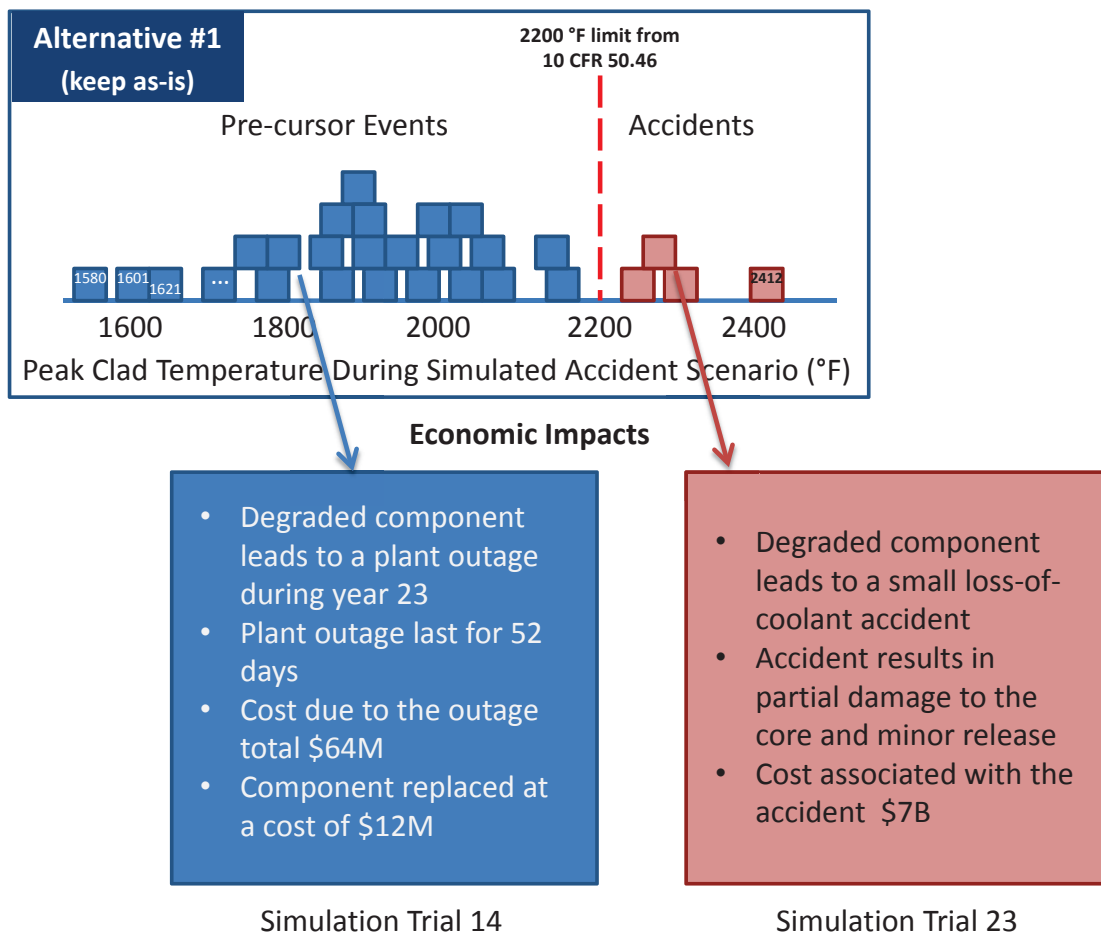 Alternative #1
(keep as-is)
2200 °F limit from
10 CFR 50.46
Pre-cursor Events
Accidents
1580
1601
1621
...
2412
1600
1800
2000
2200
2400
Peak Clad Temperature During Simulated Accident Scenario (°F)
Economic Impacts
• Degraded component
leads to a plant outage
during year 23
• Plant outage last for 52
days
• Cost due to the outage
total $64M
• Component replaced at
a cost of $12M
• Degraded component
leads to a small loss-of-
coolant accident
• Accident results in
partial damage to the
core and minor release
• Cost associated with the
accident $7B
Simulation Trial 14
Simulation Trial 23